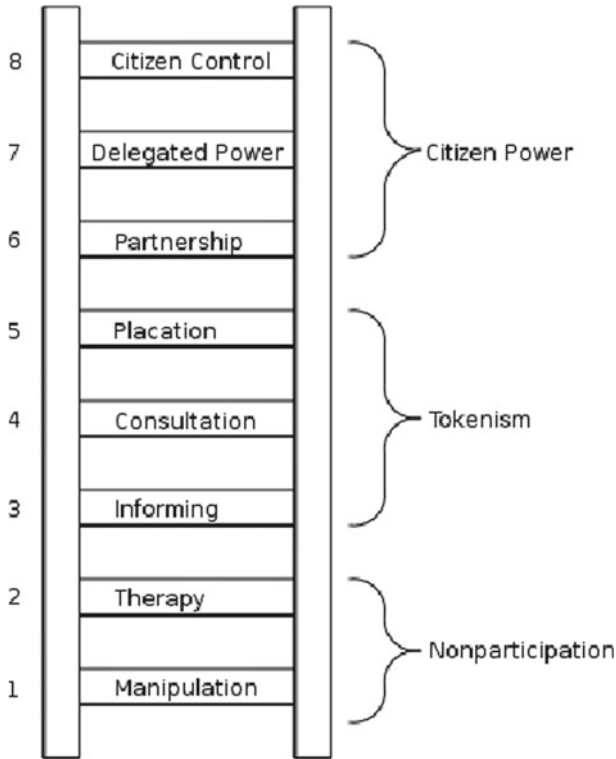 8 Citizen Control
7 Delegated Power Citizen Power
6 Partnership
5 Placation
4 Consultation Tokenism
3 Informing
2 Therapy
Nonparticipation
1 Manipulation